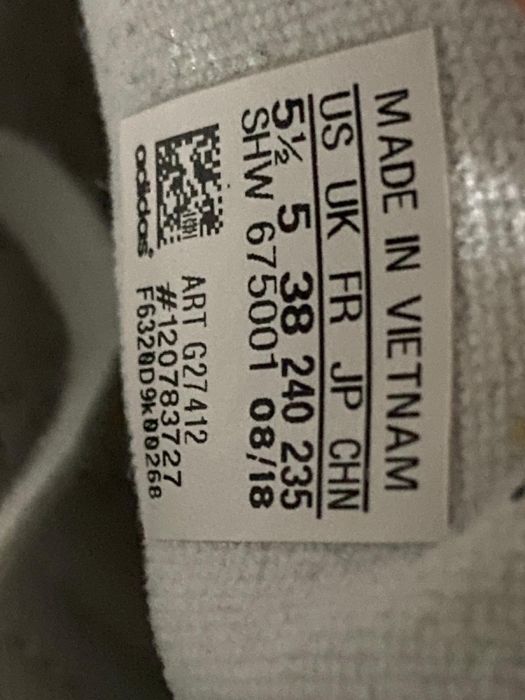 MADE IN VIETNAM
US UK FR JP CHN
5½ 5 38 240 235
SHW 675001 08/18
ART G27412
#120783727
F6320D9K00268
adidas